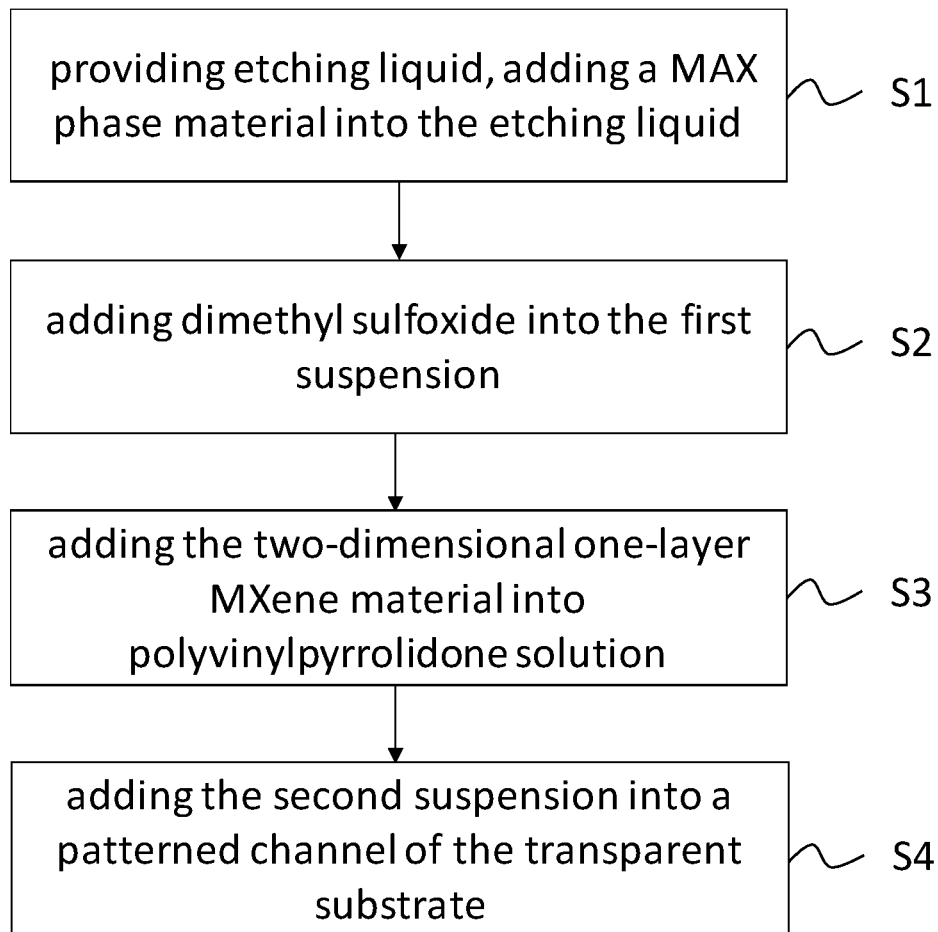 providing etching liquid, adding a MAX
phase material into the etching liquid
S1
adding dimethyl sulfoxide into the first
suspension
S2
adding the two-dimensional one-layer
MXene material into
polyvinylpyrrolidone solution
S3
adding the second suspension into a
patterned channel of the transparent
substrate
S4